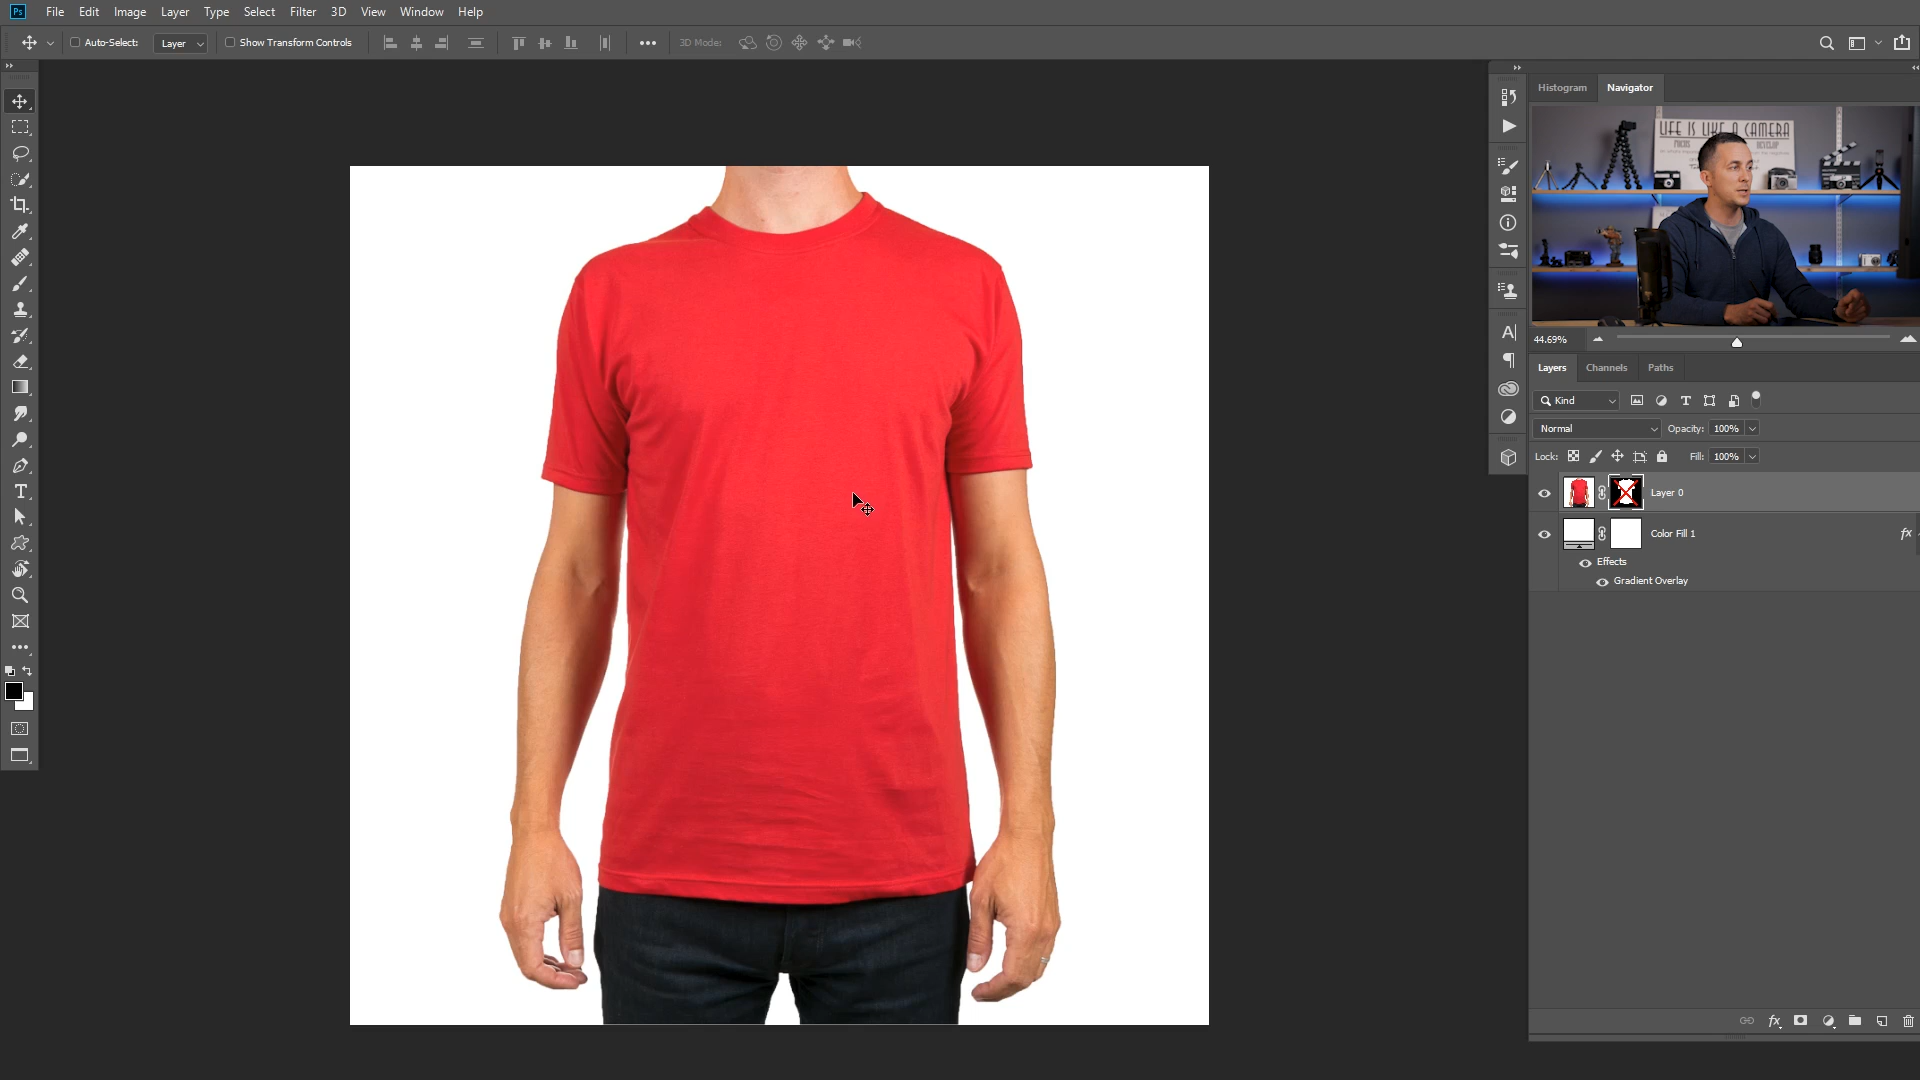 Ps File Edit Image Layer Type Select Filter 3D View Window Help
Auto-Select: Layer Show Transform Controls 3D Mode:
Histogram Navigator
LIFE IS LIKE A CAMERA
44.69%
Layers Channels Paths
Kind
Normal Opacity: 100%
Lock: Fill: 100%
Layer 0
Color Fill 1 fx
Effects
Gradient Overlay
fx